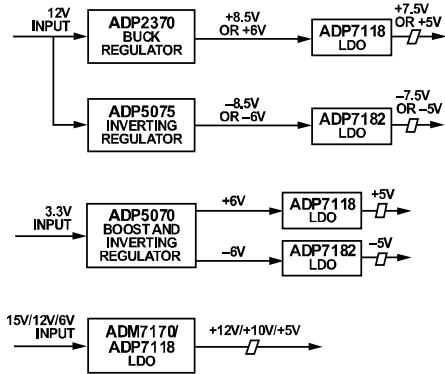 12V
INPUT
ADP2370
BUCK
REGULATOR
+8.5V
OR +6V
ADP7118
LDO
+7.5V
OR +5V
ADP5075
INVERTING
REGULATOR
–8.5V
OR –6V
ADP7182
LDO
–7.5V
OR –5V
3.3V
INPUT
ADP5070
BOOST AND
INVERTING
REGULATOR
+6V
ADP7118
LDO
+5V
–6V
ADP7182
LDO
–5V
15V/12V/6V
INPUT
ADM7170/
ADP7118
LDO
+12V/+10V/+5V